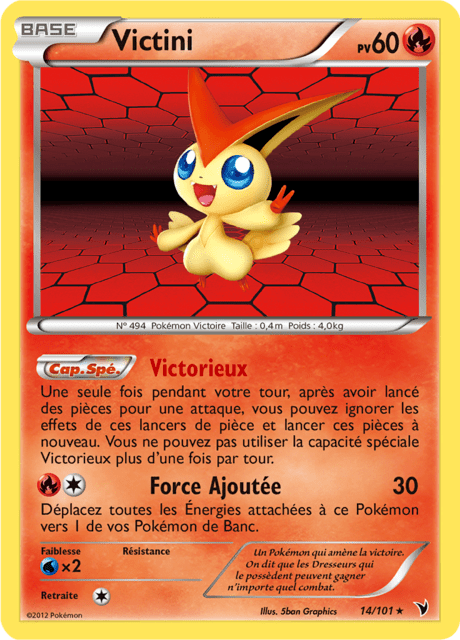 BASE Victini PV60
N° 494 Pokémon Victoire Taille : 0,4m Poids : 4,0kg
Cap.Spé. Victorieux
Une seule fois pendant votre tour, après avoir lancé
des pièces pour une attaque, vous pouvez ignorer les
effets de ces lancers de pièce et lancer ces pièces à
nouveau. Vous ne pouvez pas utiliser la capacité spéciale
Victorieux plus d'une fois par tour.
Force Ajoutée 30
Déplacez toutes les Énergies attachées à ce Pokémon
vers 1 de vos Pokémon de Banc.
Faiblesse Résistance
×2
Retraite
Un Pokémon qui amène la victoire.
On dit que les Dresseurs qui
le possèdent peuvent gagner
n'importe quel combat.
Illus. 5ban Graphics 14/101 ★
©2012 Pokémon